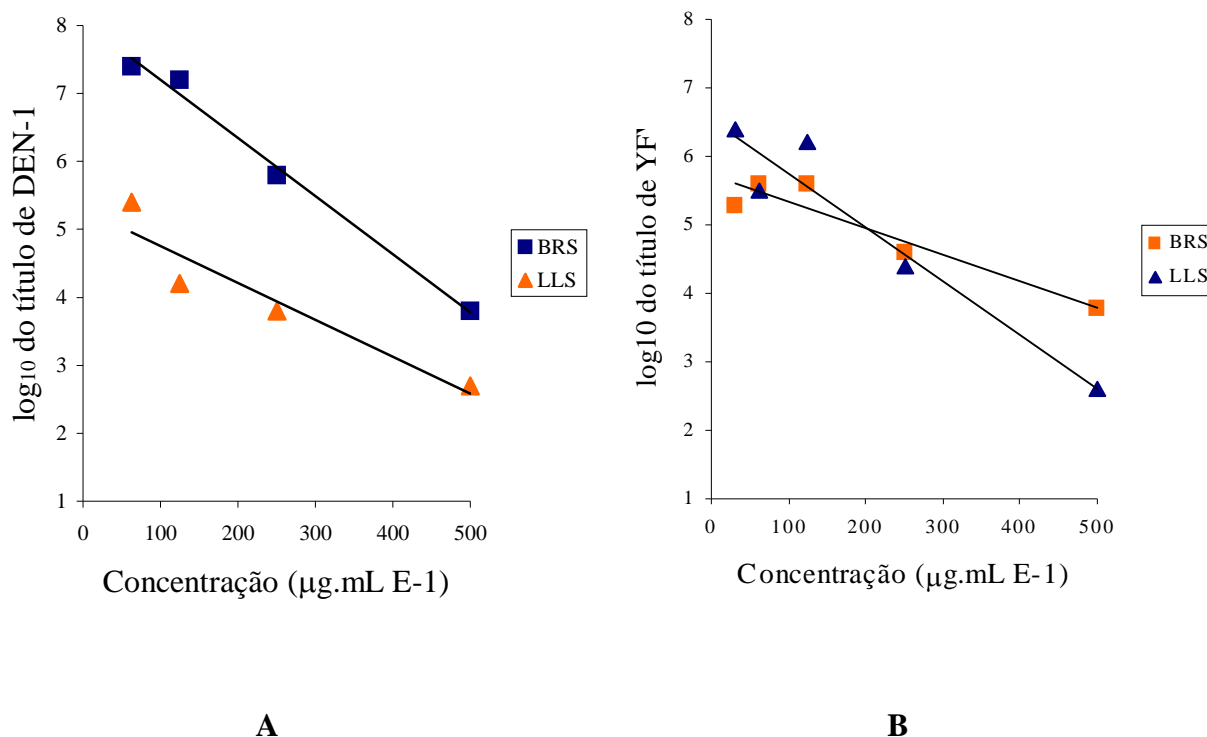 8
7
6
5
4
3
2
1
0
100
200
300
400
500
log10 do título de DEN-1
Concentração (µg.mL E-1)
BRS
LLS
A
8
7
6
5
4
3
2
1
0
100
200
300
400
500
log10 do título de YF
Concentração (µg.mL E-1)
BRS
LLS
B